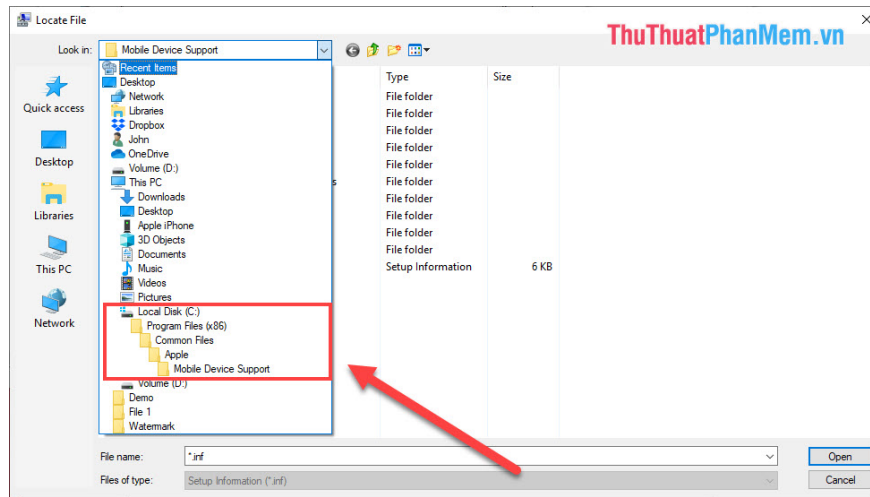 Locate File
ThuThuatPhanMem.vn
Look in: Mobile Device Support
Recent Items
Desktop
Network
Libraries
Dropbox
John
OneDrive
Volume (D:)
This PC
Downloads
Desktop
Apple iPhone
3D Objects
Documents
Music
Videos
Pictures
Local Disk (C:)
Program Files (x86)
Common Files
Apple
Mobile Device Support
Volume (D:)
Demo
File 1
Watermark
Quick access
Desktop
Libraries
This PC
Network
Type Size
File folder
File folder
File folder
File folder
File folder
s File folder
File folder
File folder
File folder
File folder
File folder
Setup Information 6 KB
File name: *.inf Open
Files of type: Setup Information (*.inf) Cancel